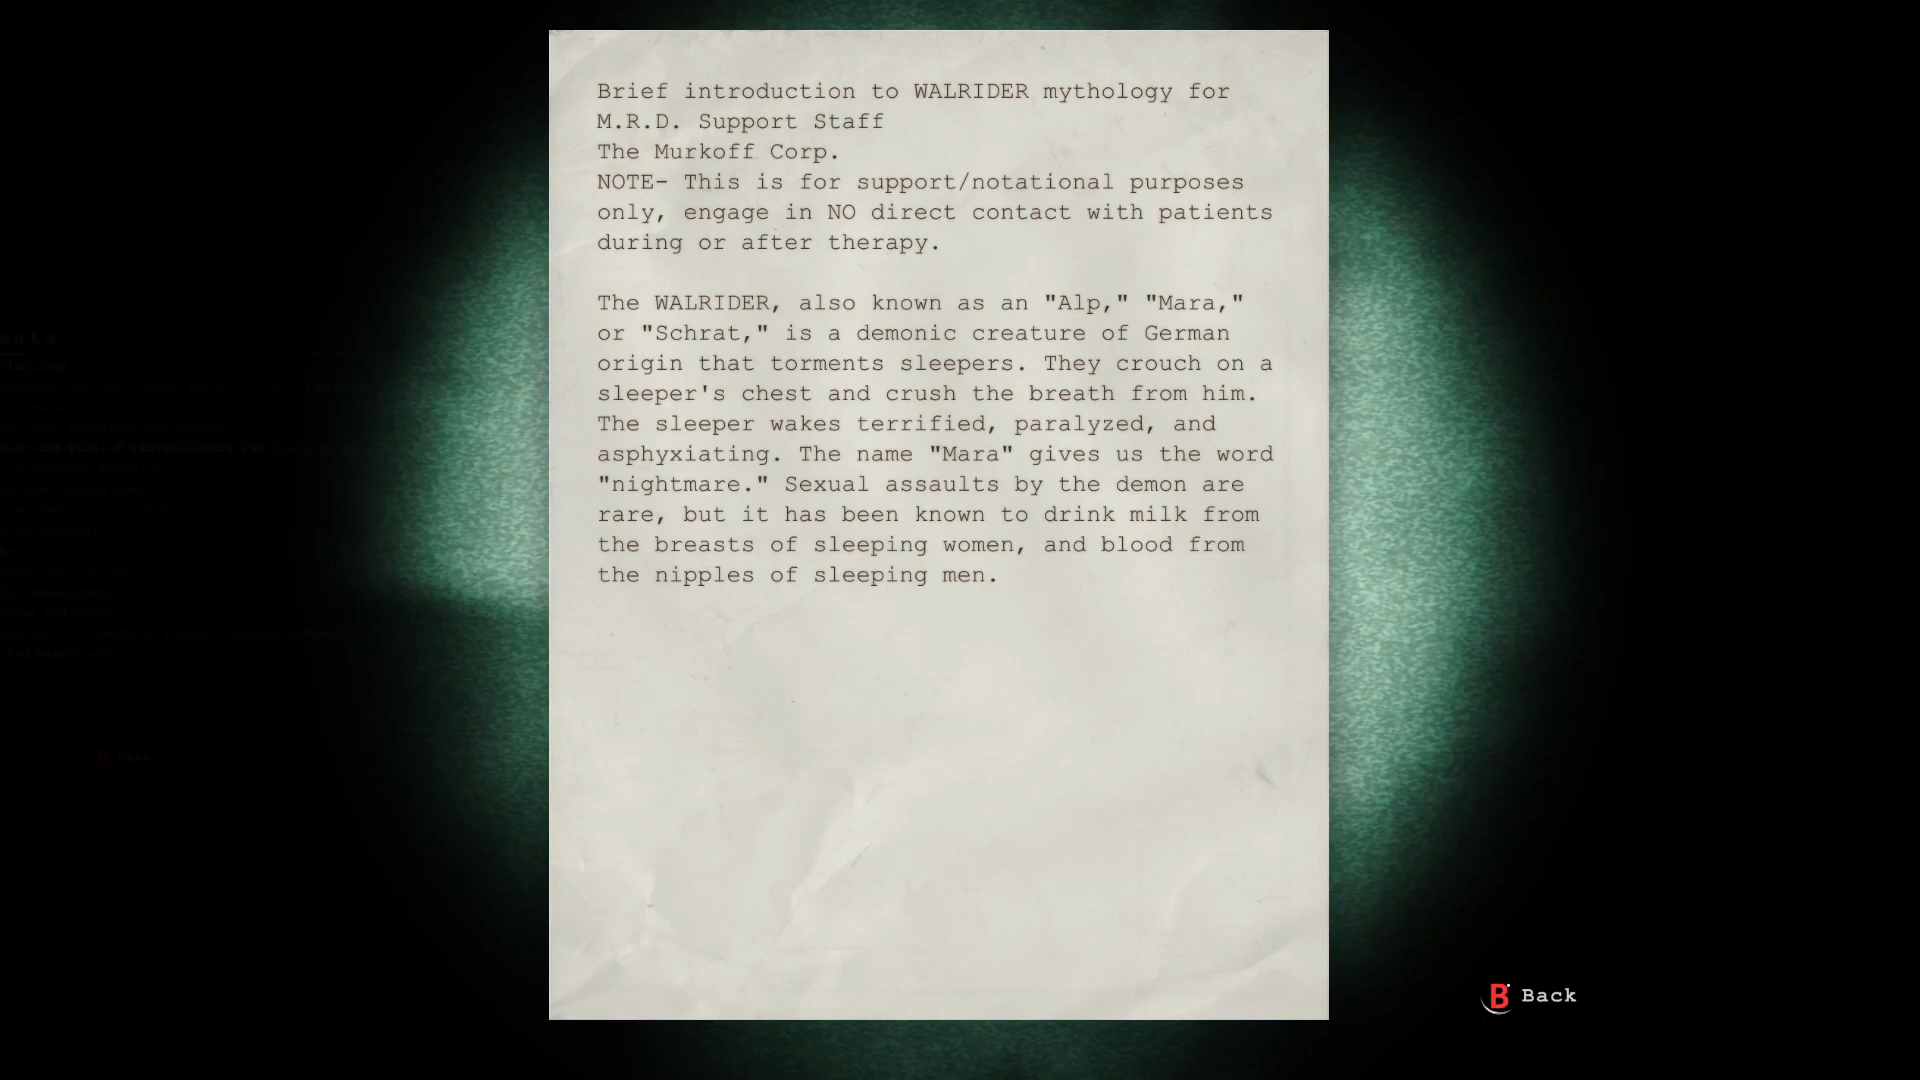 Brief introduction to WALRIDER mythology for
M.R.D. Support Staff
The Murkoff Corp.
NOTE- This is for support/notational purposes
only, engage in NO direct contact with patients
during or after therapy.
The WALRIDER, also known as an "Alp," "Mara,"
or "Schrat," is a demonic creature of German
origin that torments sleepers. They crouch on a
sleeper's chest and crush the breath from him.
The sleeper wakes terrified, paralyzed, and
asphyxiating. The name "Mara" gives us the word
"nightmare." Sexual assaults by the demon are
rare, but it has been known to drink milk from
the breasts of sleeping women, and blood from
the nipples of sleeping men.
B Back